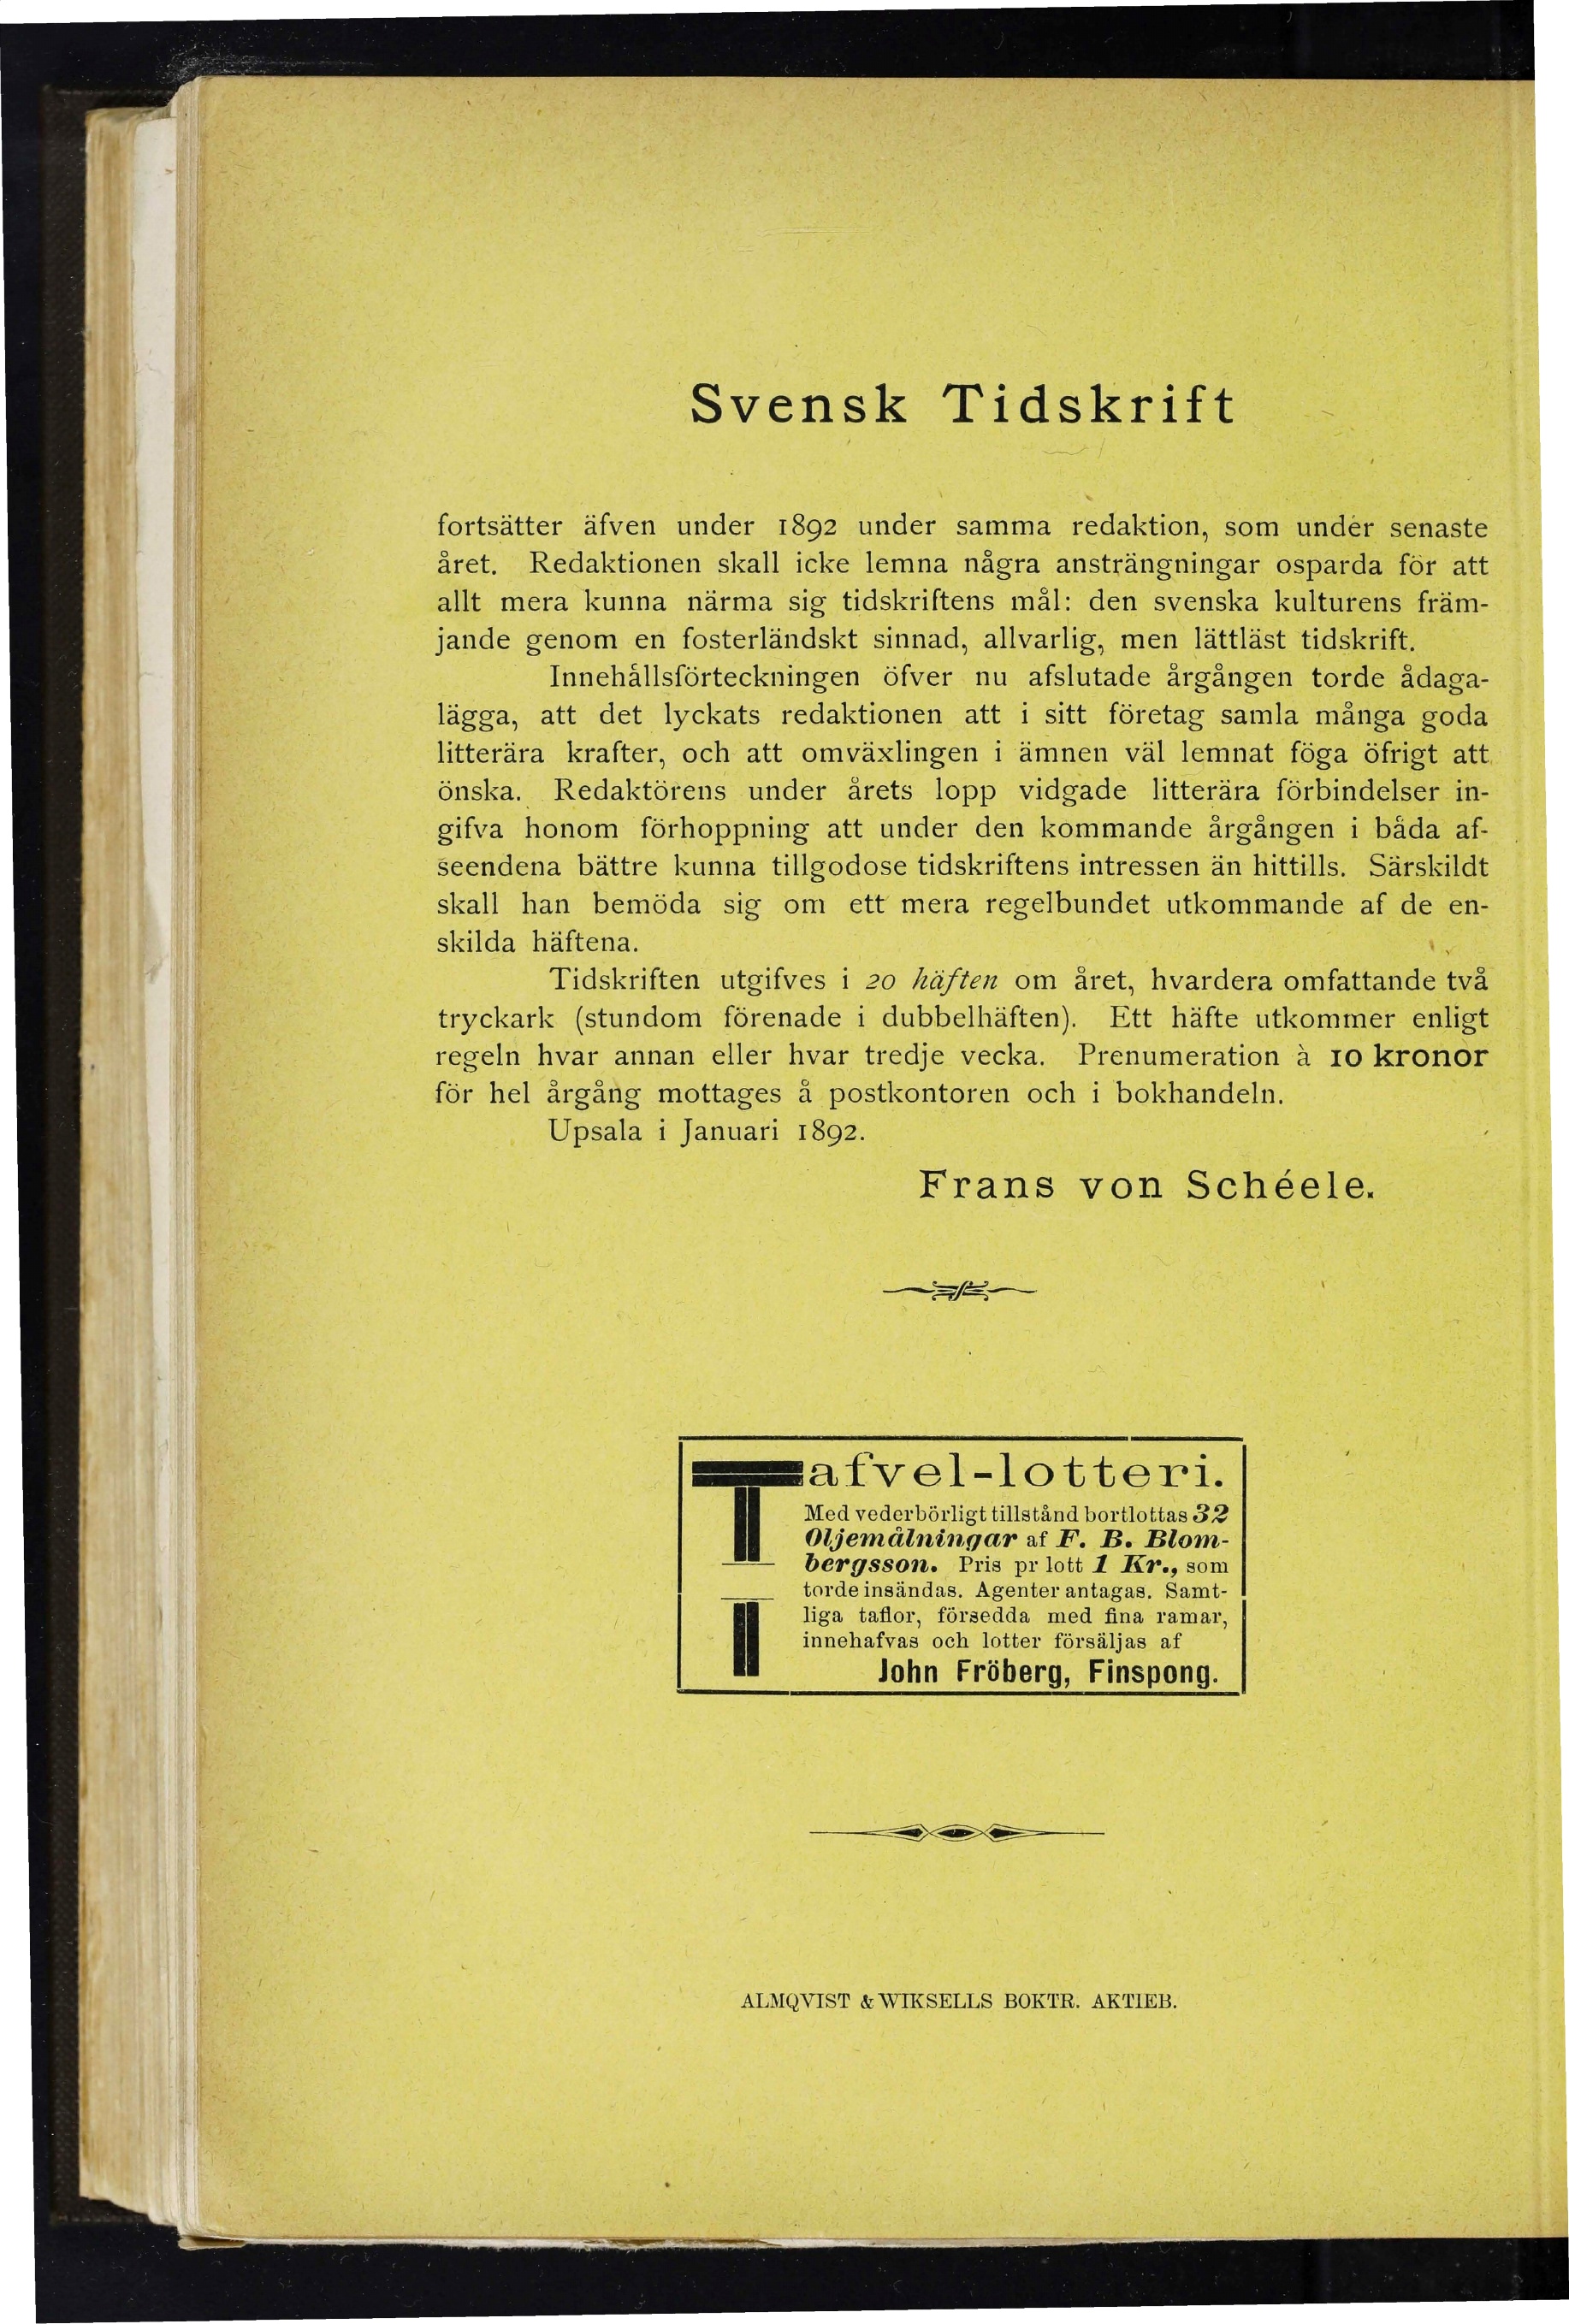 Svensk Tidskrift
fortsätter äfven under 1892 under samma redaktion, som under senaste
året. Redaktionen skall icke lemna några ansträngningar osparda för att
allt mera kunna närma sig tidskriftens mål: den svenska kulturens främ-
jande genom en fosterländskt sinnad, allvarlig, men lättläst tidskrift.
Innehållsförteckningen öfver nu afslutade årgången torde ådaga-
lägga, att det lyckats redaktionen att i sitt företag samla många goda
litterära krafter, och att omväxlingen i ämnen väl lemnat föga öfrigt att
önska. Redaktörens under årets lopp vidgade litterära förbindelser in-
gifva honom förhoppning att under den kommande årgången i båda af-
seendena bättre kunna tillgodose tidskriftens intressen än hittills. Särskildt
skall han bemöda sig om ett mera regelbundet utkommande af de en-
skilda häftena.
Tidskriften utgifves i 20 häften om året, hvardera omfattande två
tryckark (stundom förenade i dubbelhäften). Ett häfte utkommer enligt
regeln hvar annan eller hvar tredje vecka. Prenumeration à 10 kronor
för hel årgång mottages å postkontoren och i bokhandeln.
Upsala i Januari 1892.
Frans von Schéele.
Tafvel-lotteri.
Med vederbörligt tillstånd bortlottas 32
Oljemålningar af F. B. Blom-
bergsson. Pris pr lott 1 Kr., som
torde insändas. Agenter antagas. Samt-
liga taflor, försedda med fina ramar,
innehafvas och lotter försäljas af
John Fröberg, Finspong.
ALMQVIST & WIKSELLS BOKTR. AKTIEB.